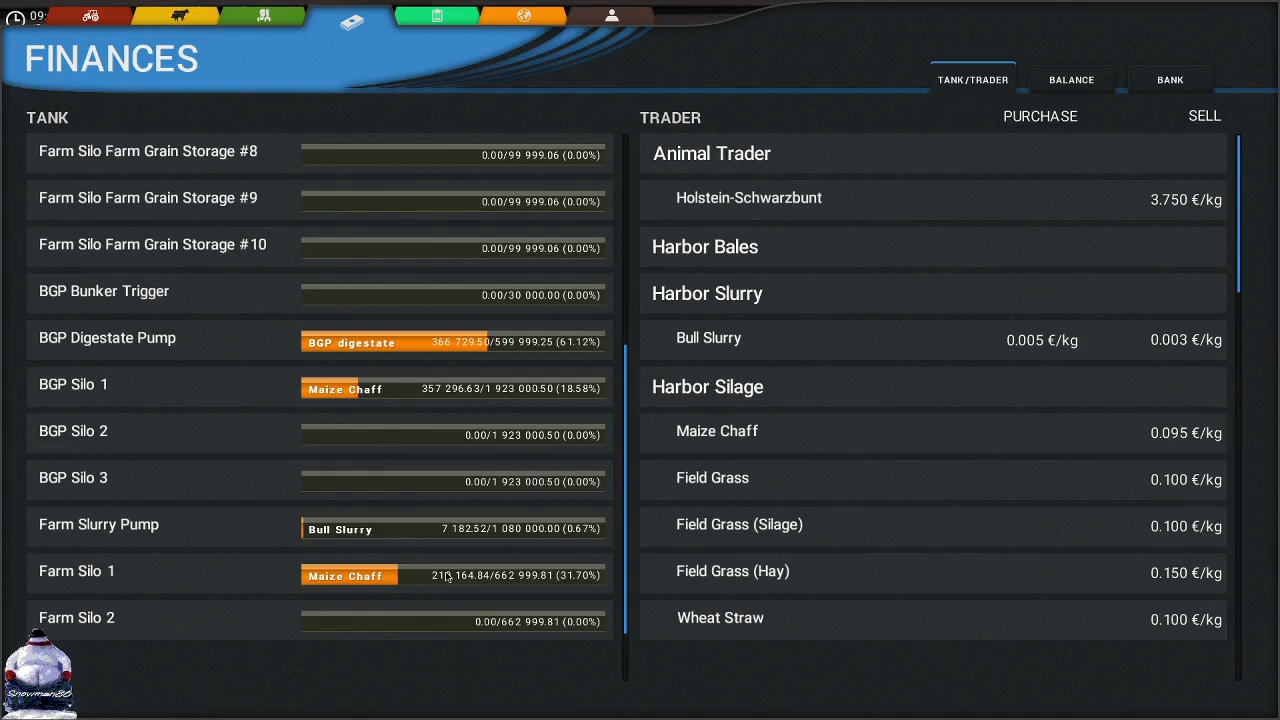 09:
FINANCES
TANK/TRADER BALANCE BANK
TANK
Farm Silo Farm Grain Storage #8 0.00/99 999.06 (0.00%)
Farm Silo Farm Grain Storage #9 0.00/99 999.06 (0.00%)
Farm Silo Farm Grain Storage #10 0.00/99 999.06 (0.00%)
BGP Bunker Trigger 0.00/30 000.00 (0.00%)
BGP Digestate Pump BGP digestate 366 729.50/599 999.25 (61.12%)
BGP Silo 1 Maize Chaff 357 296.63/1 923 000.50 (18.58%)
BGP Silo 2 0.00/1 923 000.50 (0.00%)
BGP Silo 3 0.00/1 923 000.50 (0.00%)
Farm Slurry Pump Bull Slurry 7 182.52/1 080 000.00 (0.67%)
Farm Silo 1 Maize Chaff 210 164.84/662 999.81 (31.70%)
Farm Silo 2 0.00/662 999.81 (0.00%)
TRADER PURCHASE SELL
Animal Trader
Holstein-Schwarzbunt 3.750 €/kg
Harbor Bales
Harbor Slurry
Bull Slurry 0.005 €/kg 0.003 €/kg
Harbor Silage
Maize Chaff 0.095 €/kg
Field Grass 0.100 €/kg
Field Grass (Silage) 0.100 €/kg
Field Grass (Hay) 0.150 €/kg
Wheat Straw 0.100 €/kg
Snowman80